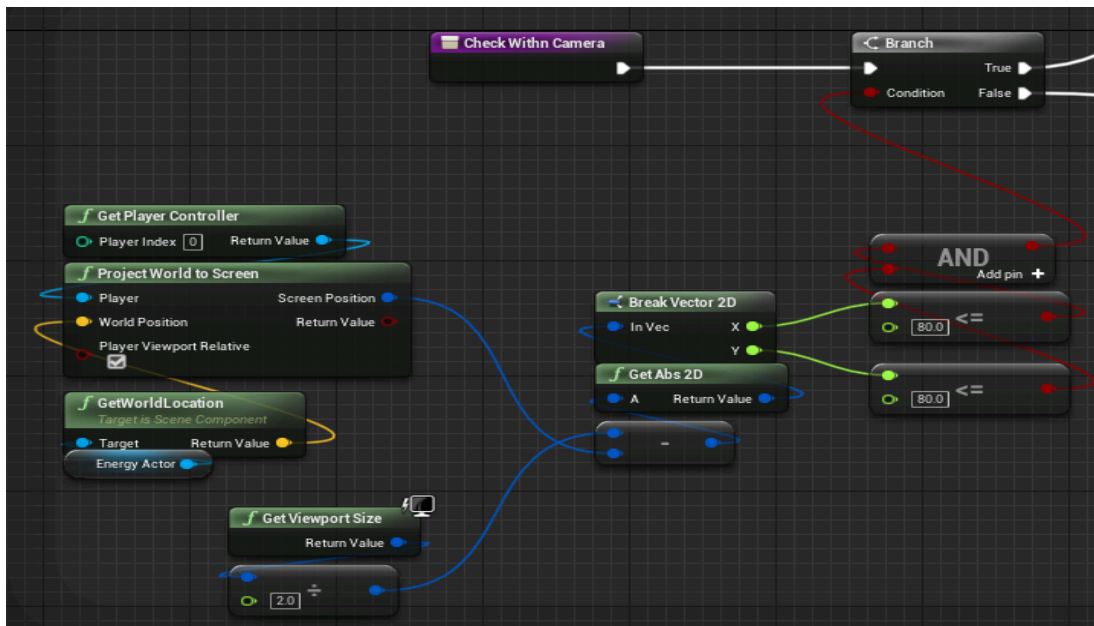 Check Withn Camera
Branch
True
Condition False
Get Player Controller
Player Index 0 Return Value
Project World to Screen
Player Screen Position
World Position Return Value
Player Viewport Relative
GetWorldLocation
Target is Scene Component
Target Return Value
Energy Actor
Get Viewport Size
Return Value
2.0 ÷
Break Vector 2D
In Vec X
Y
Get Abs 2D
A Return Value
-
AND
Add pin +
80.0 <=
80.0 <=